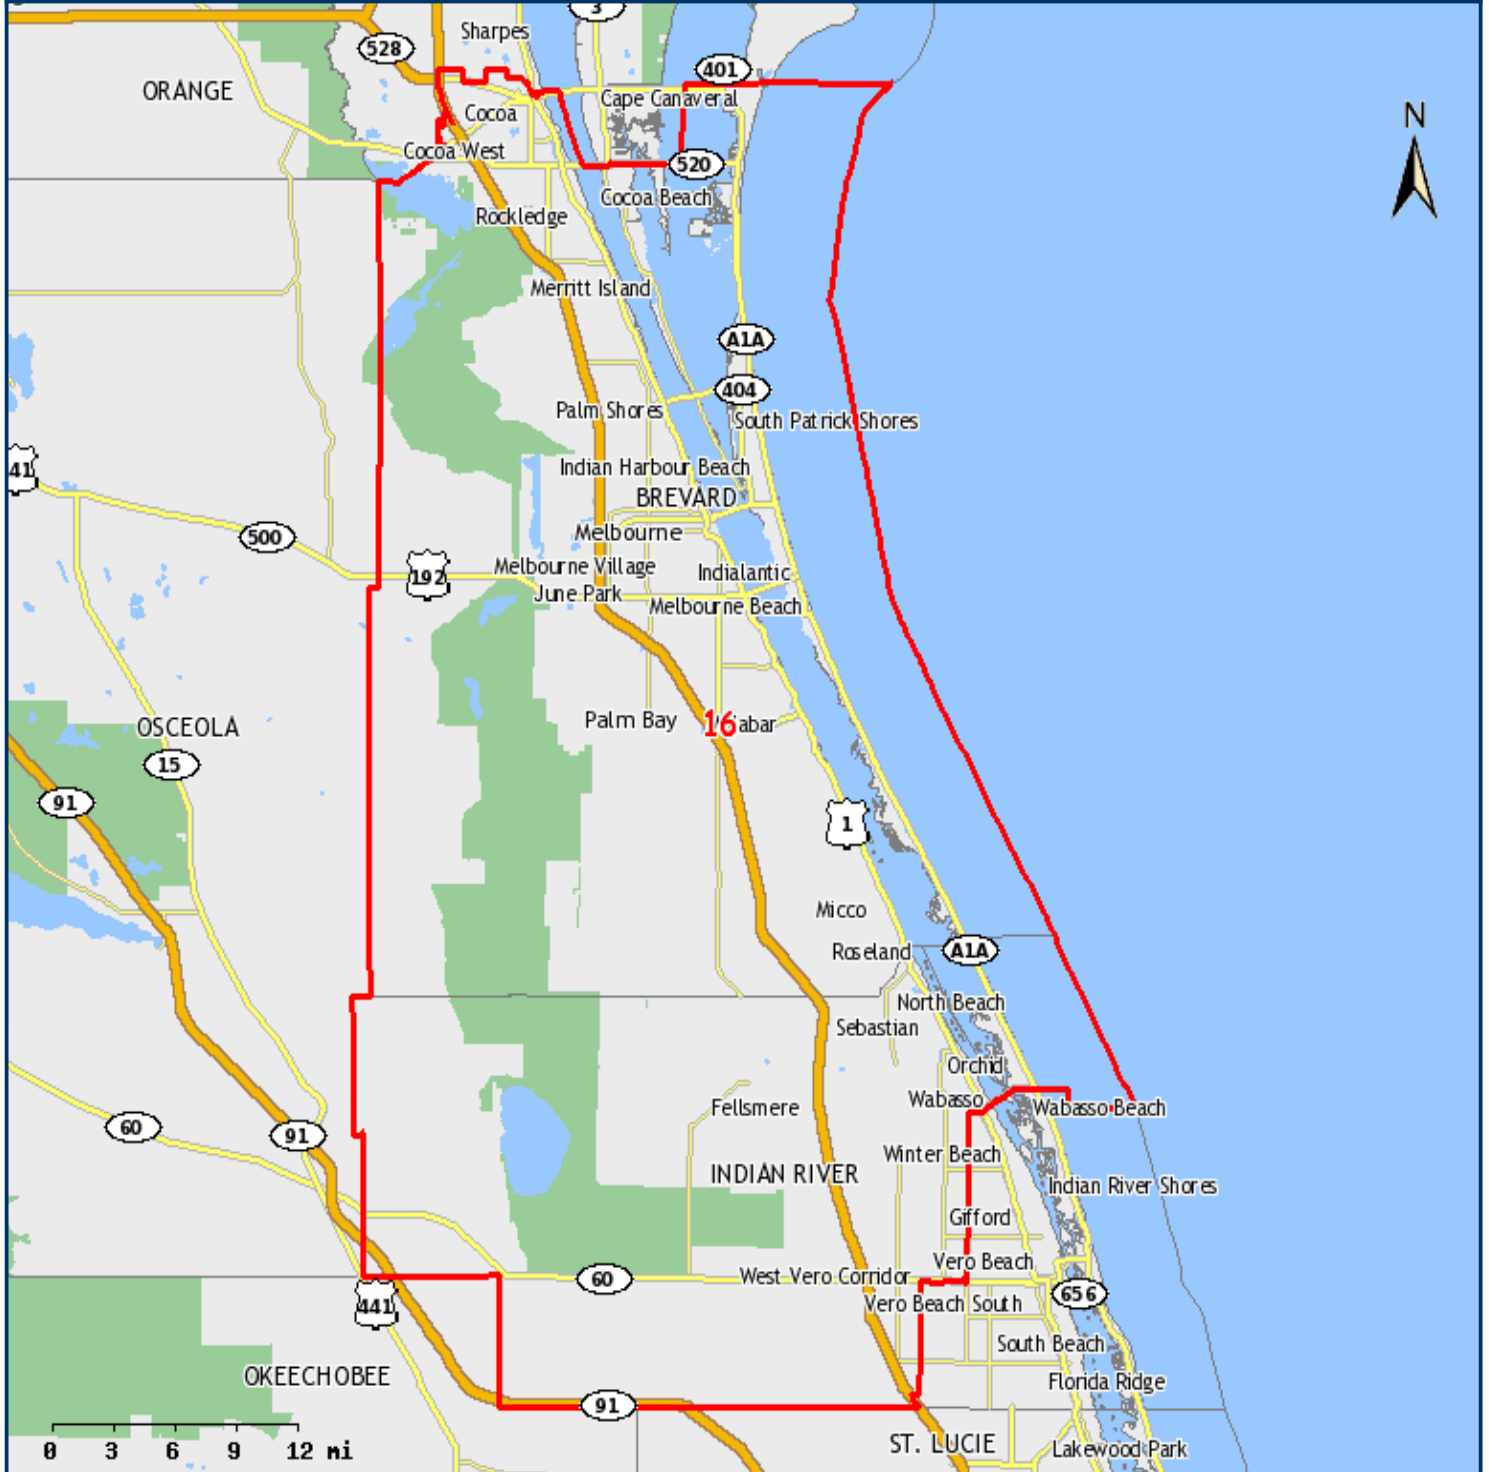 3
Sharpes
528
401
ORANGE
Cape Canaveral
N
Cocoa
Cocoa West
520
Cocoa Beach
Rockledge
Merritt Island
A1A
404
Palm Shores
South Patrick Shores
41
Indian Harbour Beach
BREVARD
500
Melbourne
192
Melbourne Village
Indialantic
June Park
Melbourne Beach
OSCEOLA
Palm Bay
16
abar
15
91
1
Micco
Roseland
A1A
North Beach
Sebastian
Orchid
Wabasso
Fellsmere
Wabasso Beach
60
91
Winter Beach
INDIAN RIVER
Indian River Shores
Gifford
Vero Beach
60
West Vero Corridor
656
441
Vero Beach South
South Beach
OKEECHOBEE
Florida Ridge
91
ST. LUCIE
Lakewood Park
0 3 6 9 12 mi